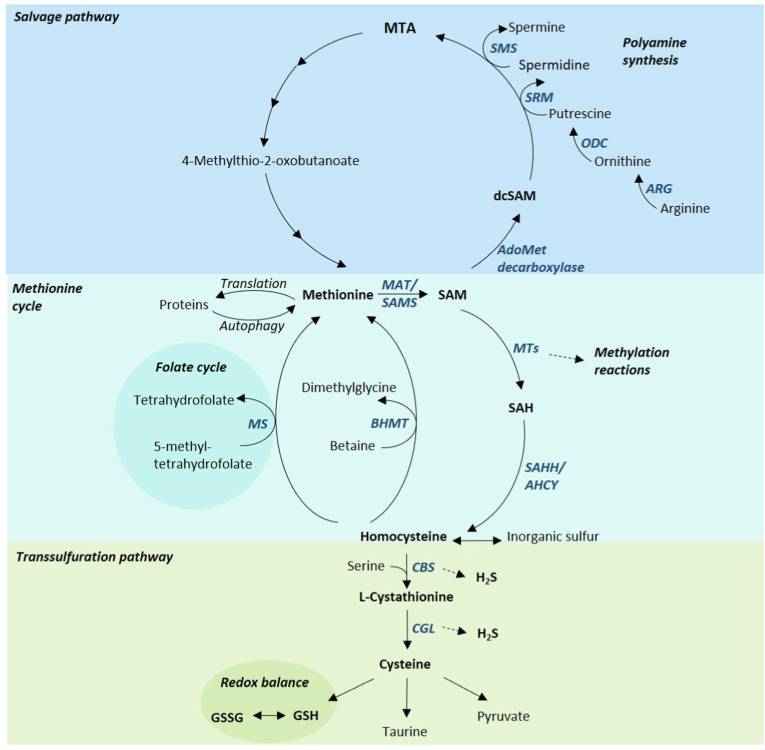 Salvage pathway
MTA
Spermine
SMS
Spermidine
Polyamine
synthesis
SRM
Putrescine
ODC
Ornithine
ARG
Arginine
4-Methylthio-2-oxobutanoate
dcSAM
AdoMet
decarboxylase
Methionine
cycle
Translation
Proteins
Autophagy
Methionine
MAT/
SAMS
SAM
MTs
Methylation
reactions
Folate cycle
Tetrahydrofolate
MS
5-methyl-
tetrahydrofolate
Dimethylglycine
BHMT
Betaine
SAH
SAHH/
AHCY
Homocysteine
Inorganic sulfur
Transsulfuration pathway
Serine
CBS
H₂S
L-Cystathionine
CGL
H₂S
Cysteine
Redox balance
GSSG
GSH
Taurine
Pyruvate